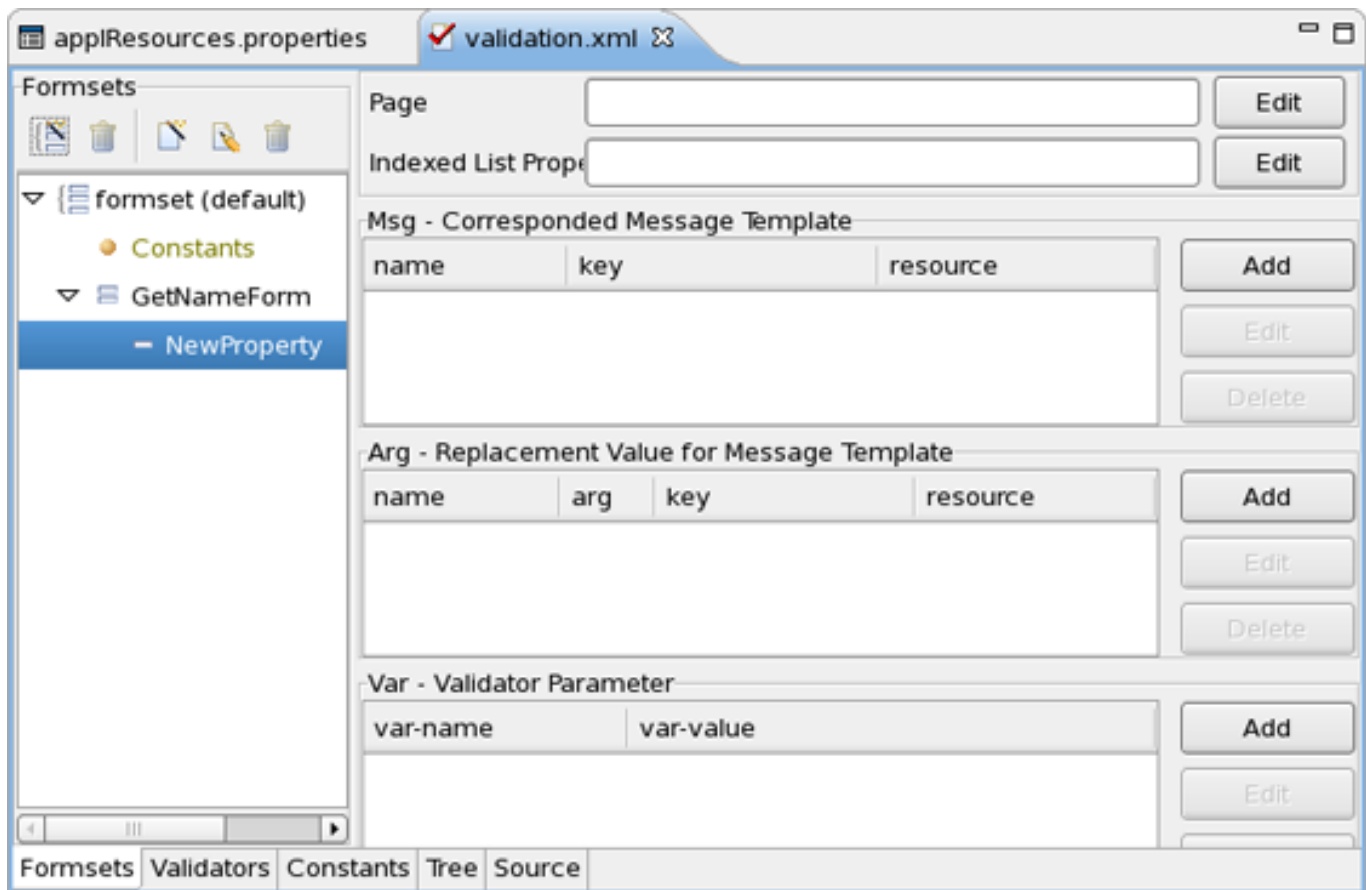 applResources.properties
validation.xml
Formsets
formset (default)
Constants
GetNameForm
NewProperty
Page
Edit
Indexed List Prope
Edit
Msg - Corresponded Message Template
name key resource
Add
Edit
Delete
Arg - Replacement Value for Message Template
name arg key resource
Add
Edit
Delete
Var - Validator Parameter
var-name var-value
Add
Edit
Formsets Validators Constants Tree Source